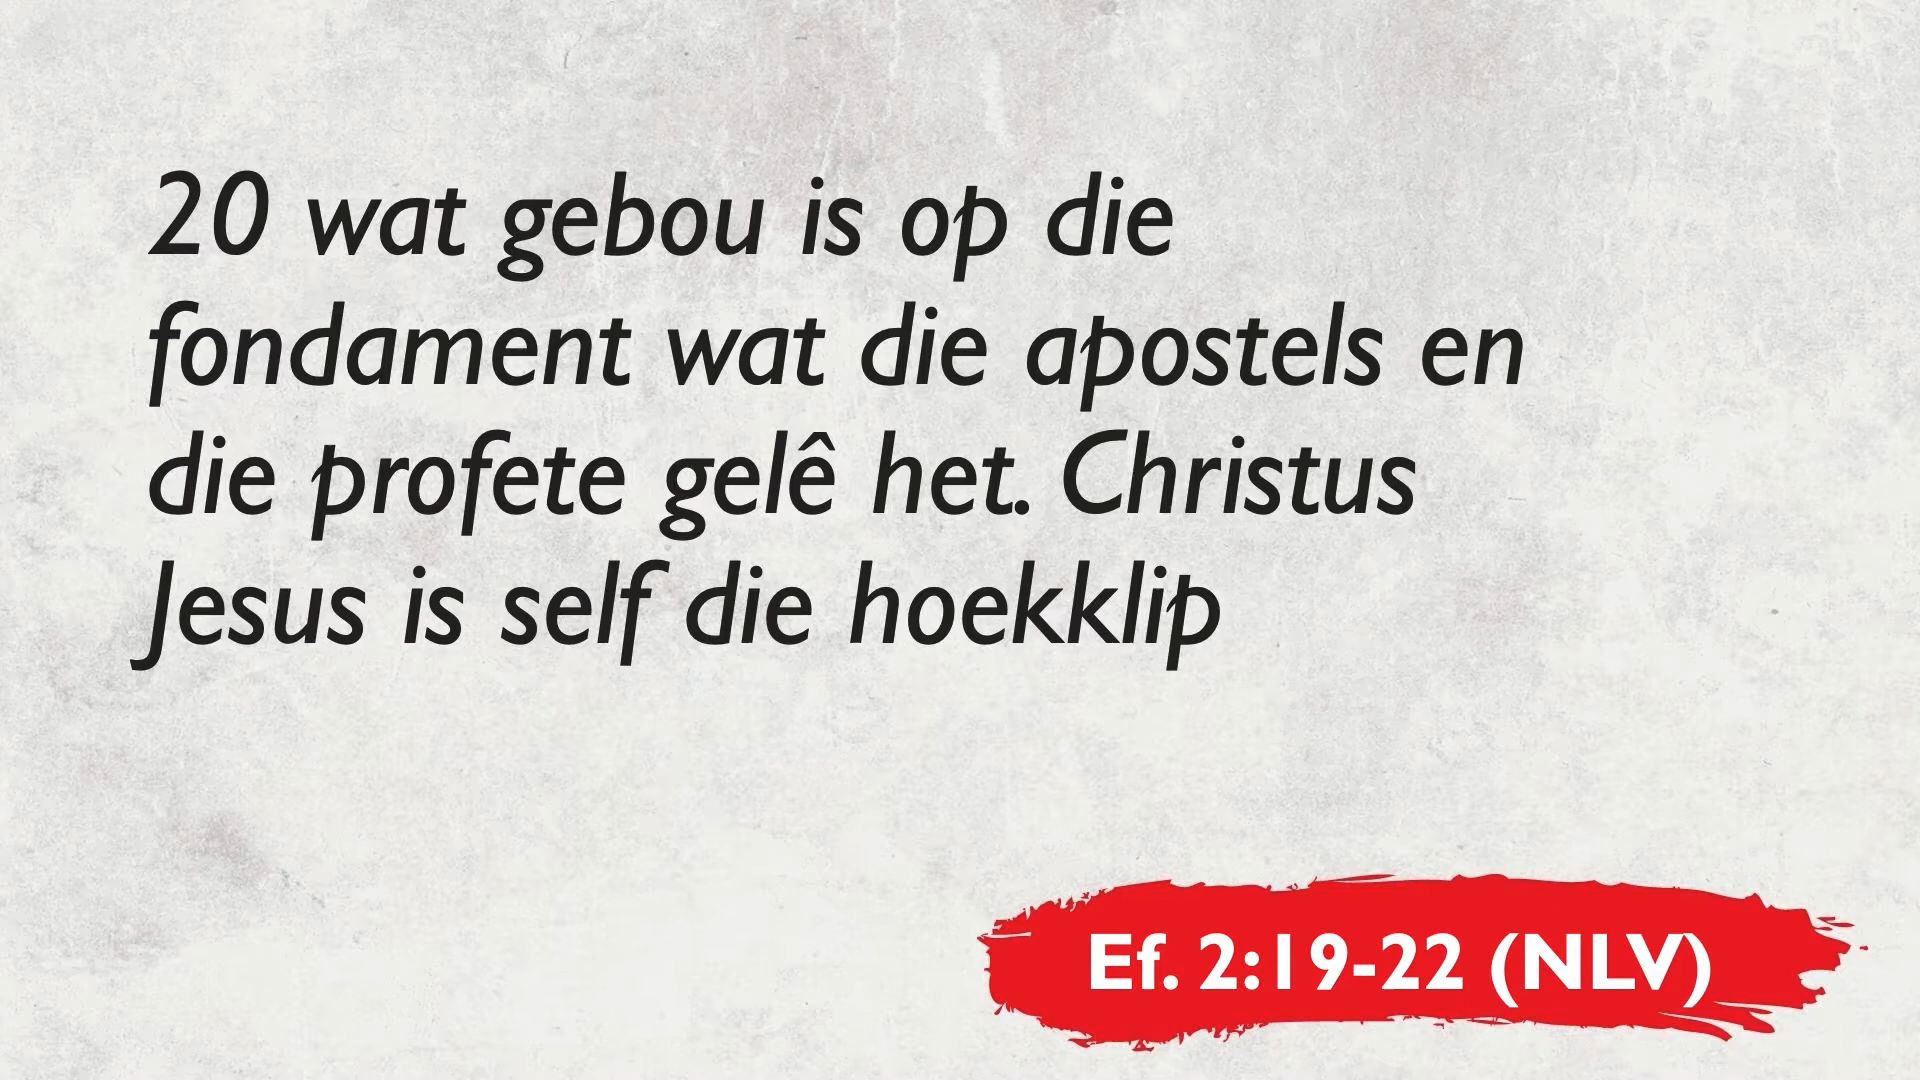 20 wat gebou is op die
fondament wat die apostels en
die profete gelê het. Christus
Jesus is self die hoekklip
Ef. 2:19-22 (NLV)